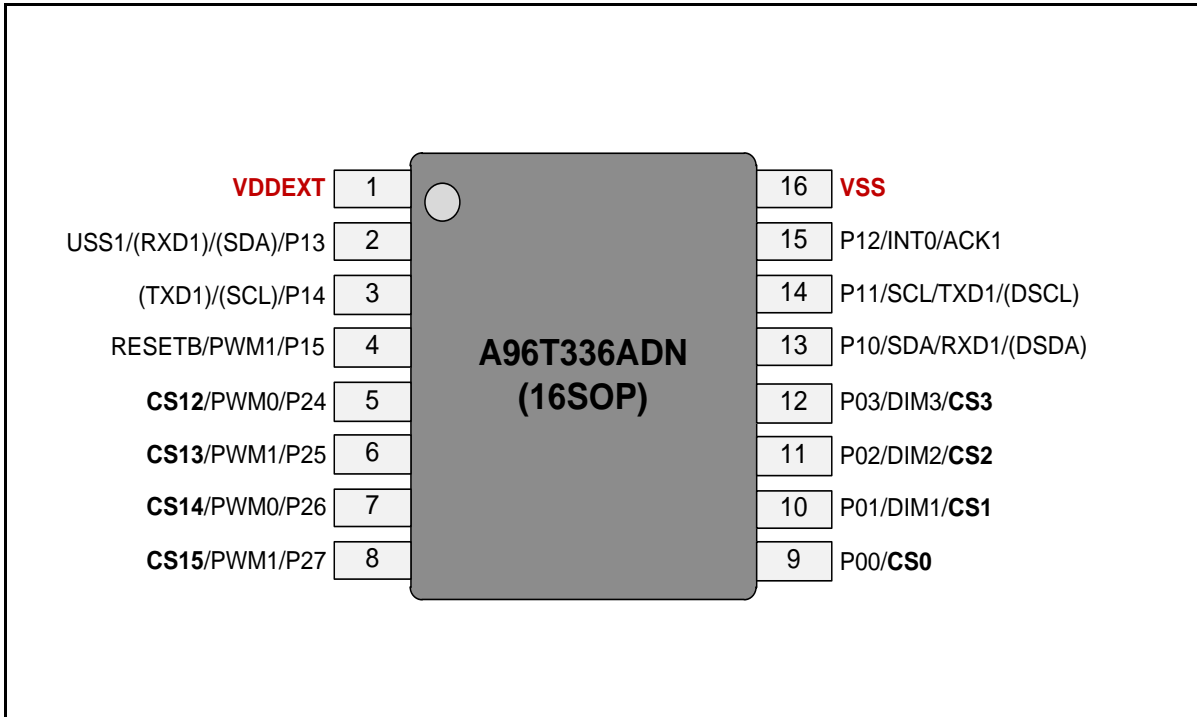 VDDEXT 1 16 VSS
USS1/(RXD1)/(SDA)/P13 2 15 P12/INT0/ACK1
(TXD1)/(SCL)/P14 3 14 P11/SCL/TXD1/(DSCL)
RESETB/PWM1/P15 4 13 P10/SDA/RXD1/(DSDA)
A96T336ADN
(16SOP)
CS12/PWM0/P24 5 12 P03/DIM3/CS3
CS13/PWM1/P25 6 11 P02/DIM2/CS2
CS14/PWM0/P26 7 10 P01/DIM1/CS1
CS15/PWM1/P27 8 9 P00/CS0